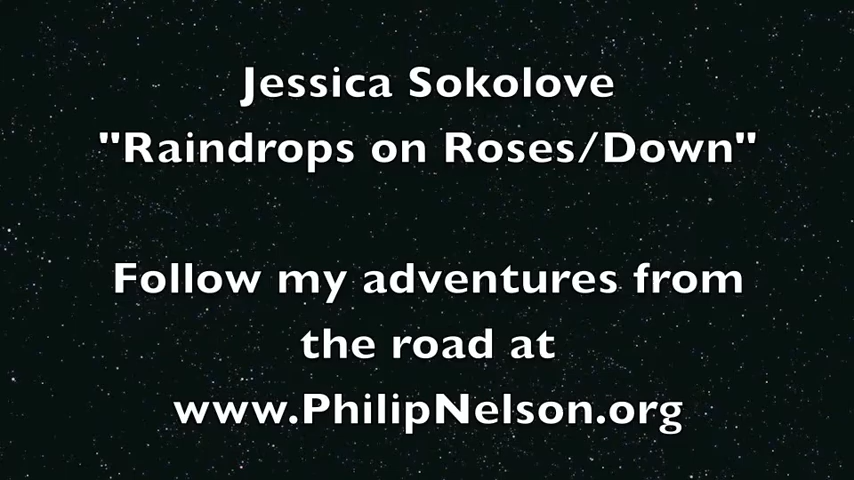 Jessica Sokolove
"Raindrops on Roses/Down"
Follow my adventures from
the road at
www.PhilipNelson.org